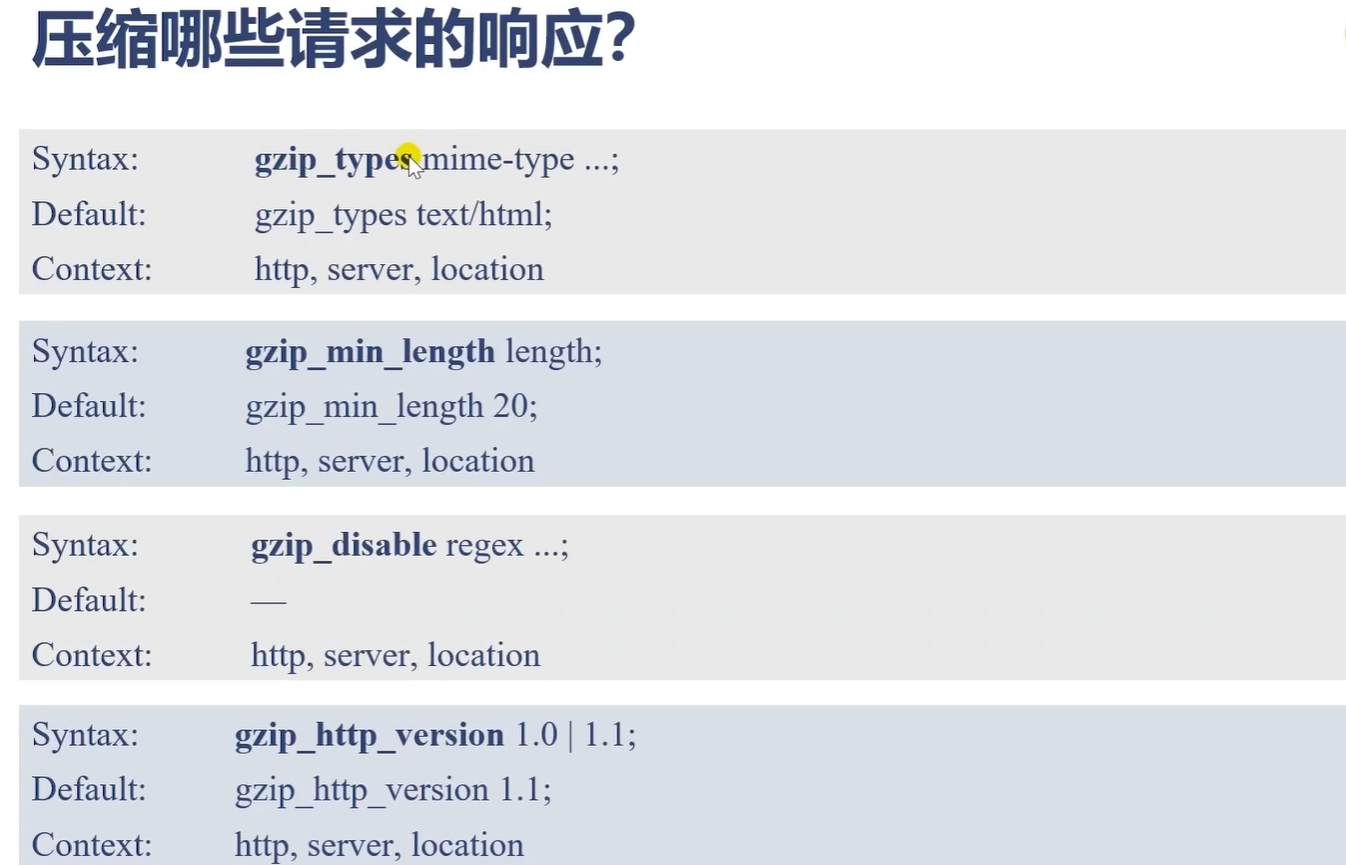 压缩哪些请求的响应？
Syntax: gzip_types mime-type ...;
Default: gzip_types text/html;
Context: http, server, location
Syntax: gzip_min_length length;
Default: gzip_min_length 20;
Context: http, server, location
Syntax: gzip_disable regex ...;
Default: —
Context: http, server, location
Syntax: gzip_http_version 1.0 | 1.1;
Default: gzip_http_version 1.1;
Context: http, server, location